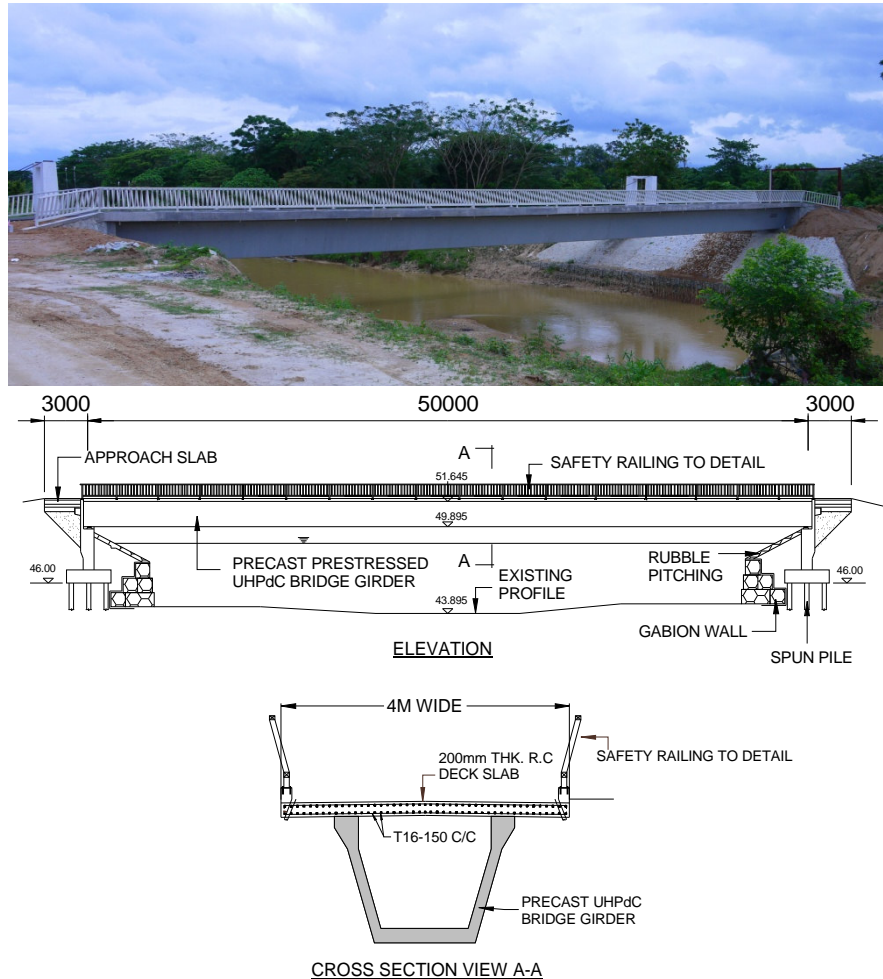 3000
50000
3000
A
APPROACH SLAB
51.645
SAFETY RAILING TO DETAIL
49.895
PRECAST PRESTRESSED
UHPdC BRIDGE GIRDER
A
RUBBLE
PITCHING
46.00
EXISTING
PROFILE
46.00
43.895
GABION WALL
ELEVATION
SPUN PILE
4M WIDE
200mm THK. R.C
DECK SLAB
SAFETY RAILING TO DETAIL
T16-150 C/C
PRECAST UHPdC
BRIDGE GIRDER
CROSS SECTION VIEW A-A